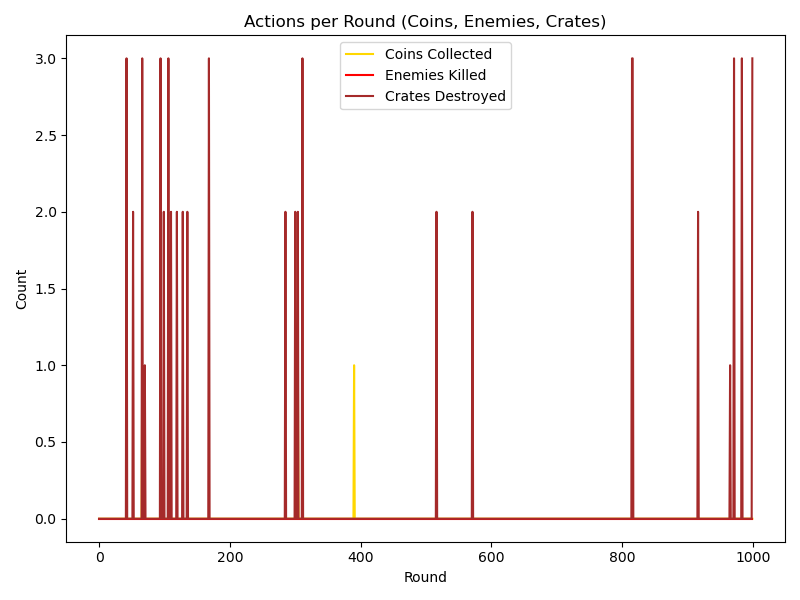 Actions per Round (Coins, Enemies, Crates)
Coins Collected
Enemies Killed
Crates Destroyed
3.0
2.5
2.0
1.5
1.0
0.5
0.0
Count
0 200 400 600 800 1000
Round